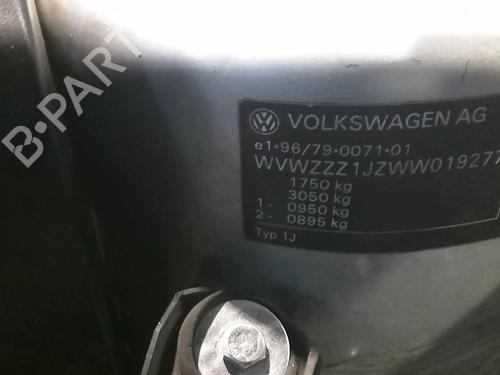 B-PARTS
VOLKSWAGEN AG
e1*96/79*0071*01
WVWZZZ1JZWW019277
1750 kg
3050 kg
1- 0950 kg
2- 0895 kg
Typ 1J